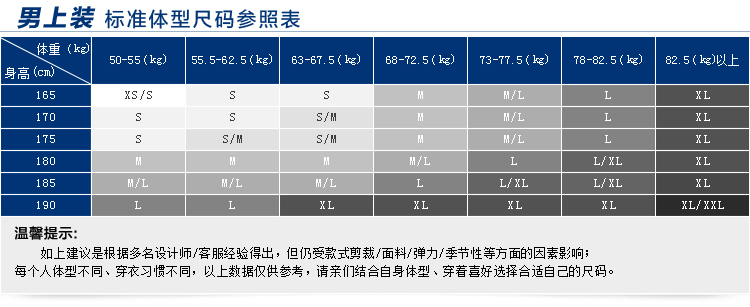 男上装 标准体型尺码参照表
体重 (kg)
身高(cm) 50-55(kg) 55.5-62.5(kg) 63-67.5(kg) 68-72.5(kg) 73-77.5(kg) 78-82.5(kg) 82.5(kg)以上
165 XS/S S S M M/L L XL
170 S S S/M M M/L L XL
175 S S/M S/M M M/L L XL
180 M M M M/L L L/XL XL
185 M/L M/L M/L L L/XL L/XL XL
190 L L XL XL XL XL XL/XXL
温馨提示:
如上建议是根据多名设计师/客服经验得出，但仍受款式剪裁/面料/弹力/季节性等方面的因素影响；
每个人体型不同、穿衣习惯不同，以上数据仅供参考，请亲们结合自身体型、穿着喜好选择合适自己的尺码。